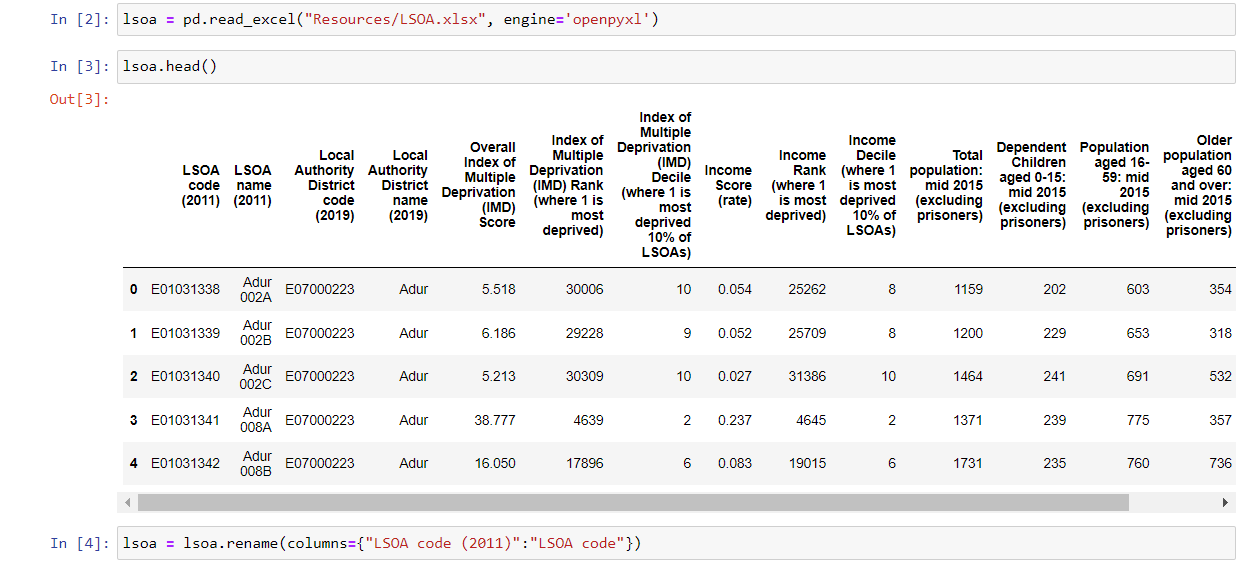 In [2]: lsoa = pd.read_excel("Resources/LSOA.xlsx", engine='openpyxl')
In [3]: lsoa.head()
Out[3]:
LSOA code (2011) LSOA name (2011) Local Authority District code (2019) Local Authority District name (2019) Overall Index of Multiple Deprivation (IMD) Score Index of Multiple Deprivation (IMD) Rank (where 1 is most deprived) Index of Multiple Deprivation (IMD) Decile (where 1 is most deprived 10% of LSOAs) Income Score (rate) Income Rank (where 1 is most deprived) Income Decile (where 1 is most deprived 10% of LSOAs) Total population: mid 2015 (excluding prisoners) Dependent Children aged 0-15: mid 2015 (excluding prisoners) Population aged 16-59: mid 2015 (excluding prisoners) Older population aged 60 and over: mid 2015 (excluding prisoners)
0 E01031338 Adur 002A E07000223 Adur 5.518 30006 10 0.054 25262 8 1159 202 603 354
1 E01031339 Adur 002B E07000223 Adur 6.186 29228 9 0.052 25709 8 1200 229 653 318
2 E01031340 Adur 002C E07000223 Adur 5.213 30309 10 0.027 31386 10 1464 241 691 532
3 E01031341 Adur 008A E07000223 Adur 38.777 4639 2 0.237 4645 2 1371 239 775 357
4 E01031342 Adur 008B E07000223 Adur 16.050 17896 6 0.083 19015 6 1731 235 760 736
In [4]: lsoa = lsoa.rename(columns={"LSOA code (2011)":"LSOA code"})